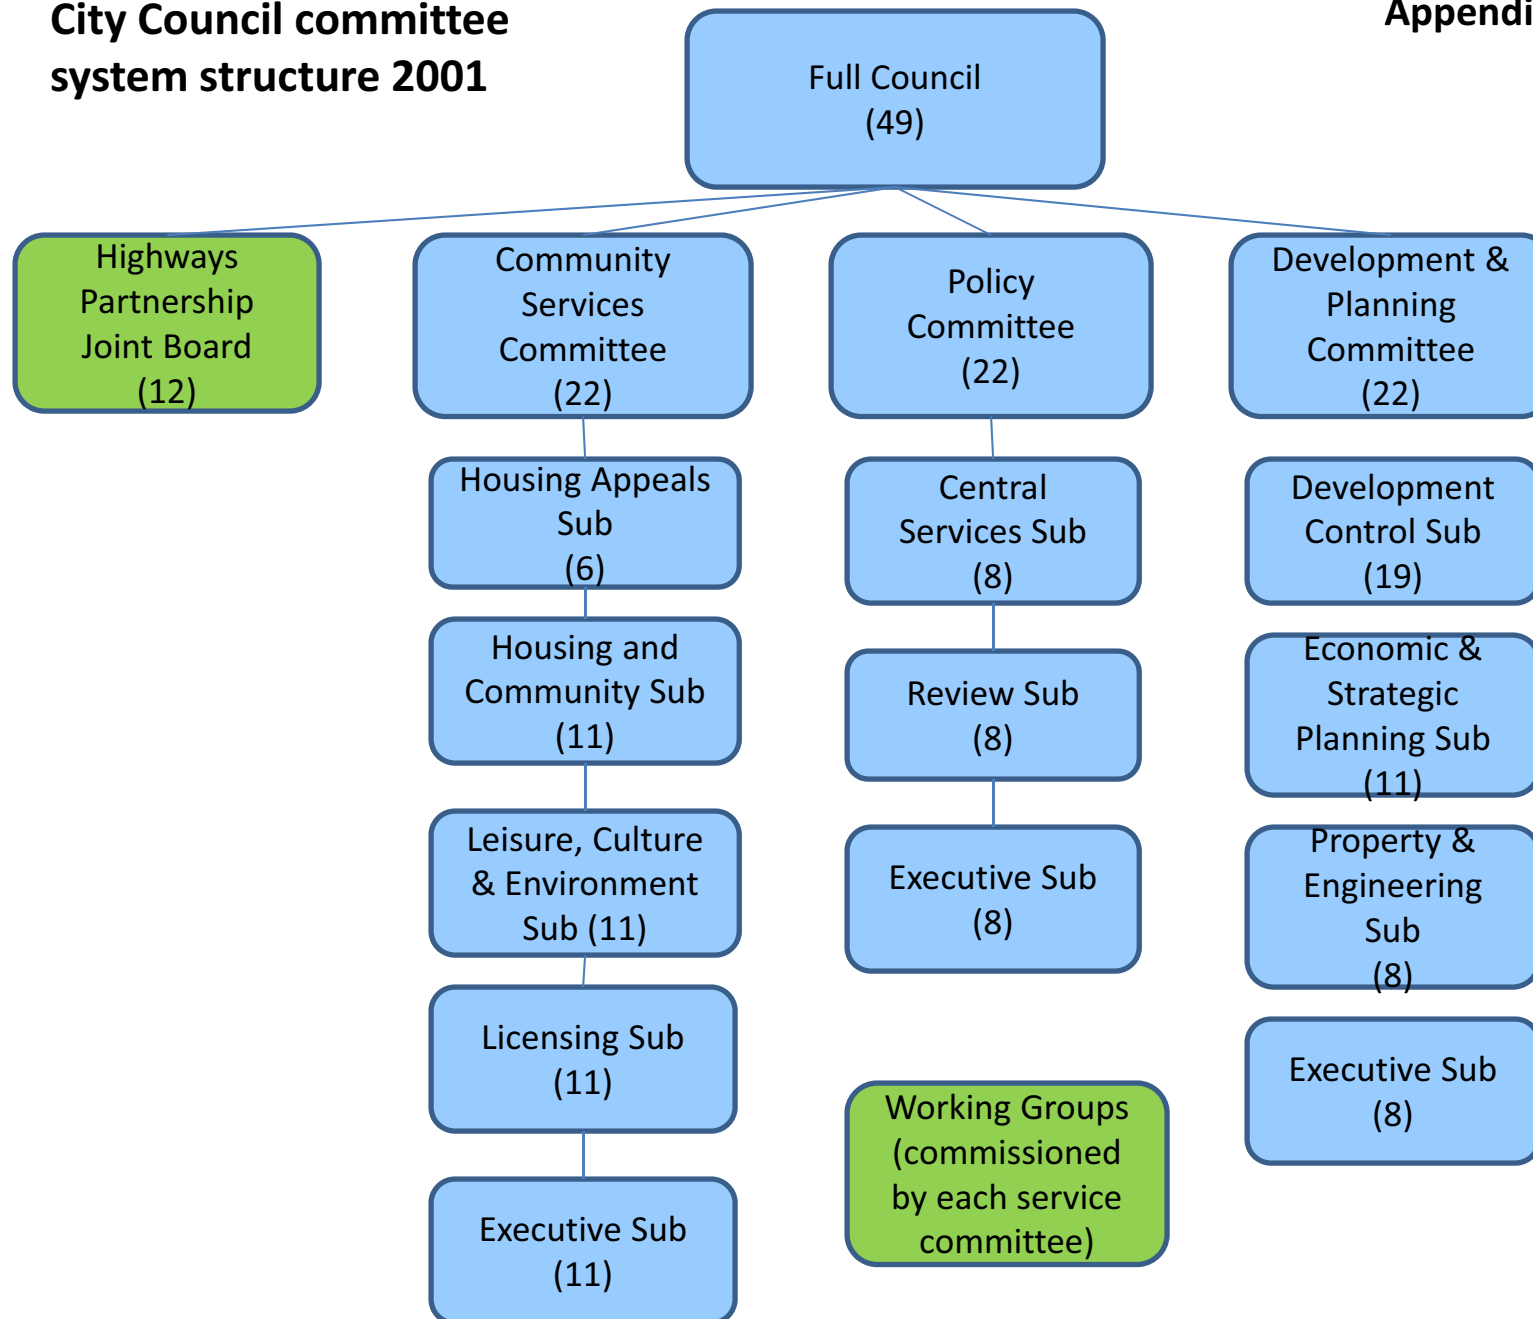 City Council committee
system structure 2001
Appendi
Full Council
(49)
Highways
Partnership
Joint Board
(12)
Community
Services
Committee
(22)
Policy
Committee
(22)
Development &
Planning
Committee
(22)
Housing Appeals
Sub
(6)
Housing and
Community Sub
(11)
Leisure, Culture
& Environment
Sub (11)
Licensing Sub
(11)
Executive Sub
(11)
Central
Services Sub
(8)
Review Sub
(8)
Executive Sub
(8)
Working Groups
(commissioned
by each service
committee)
Development
Control Sub
(19)
Economic &
Strategic
Planning Sub
(11)
Property &
Engineering
Sub
(8)
Executive Sub
(8)